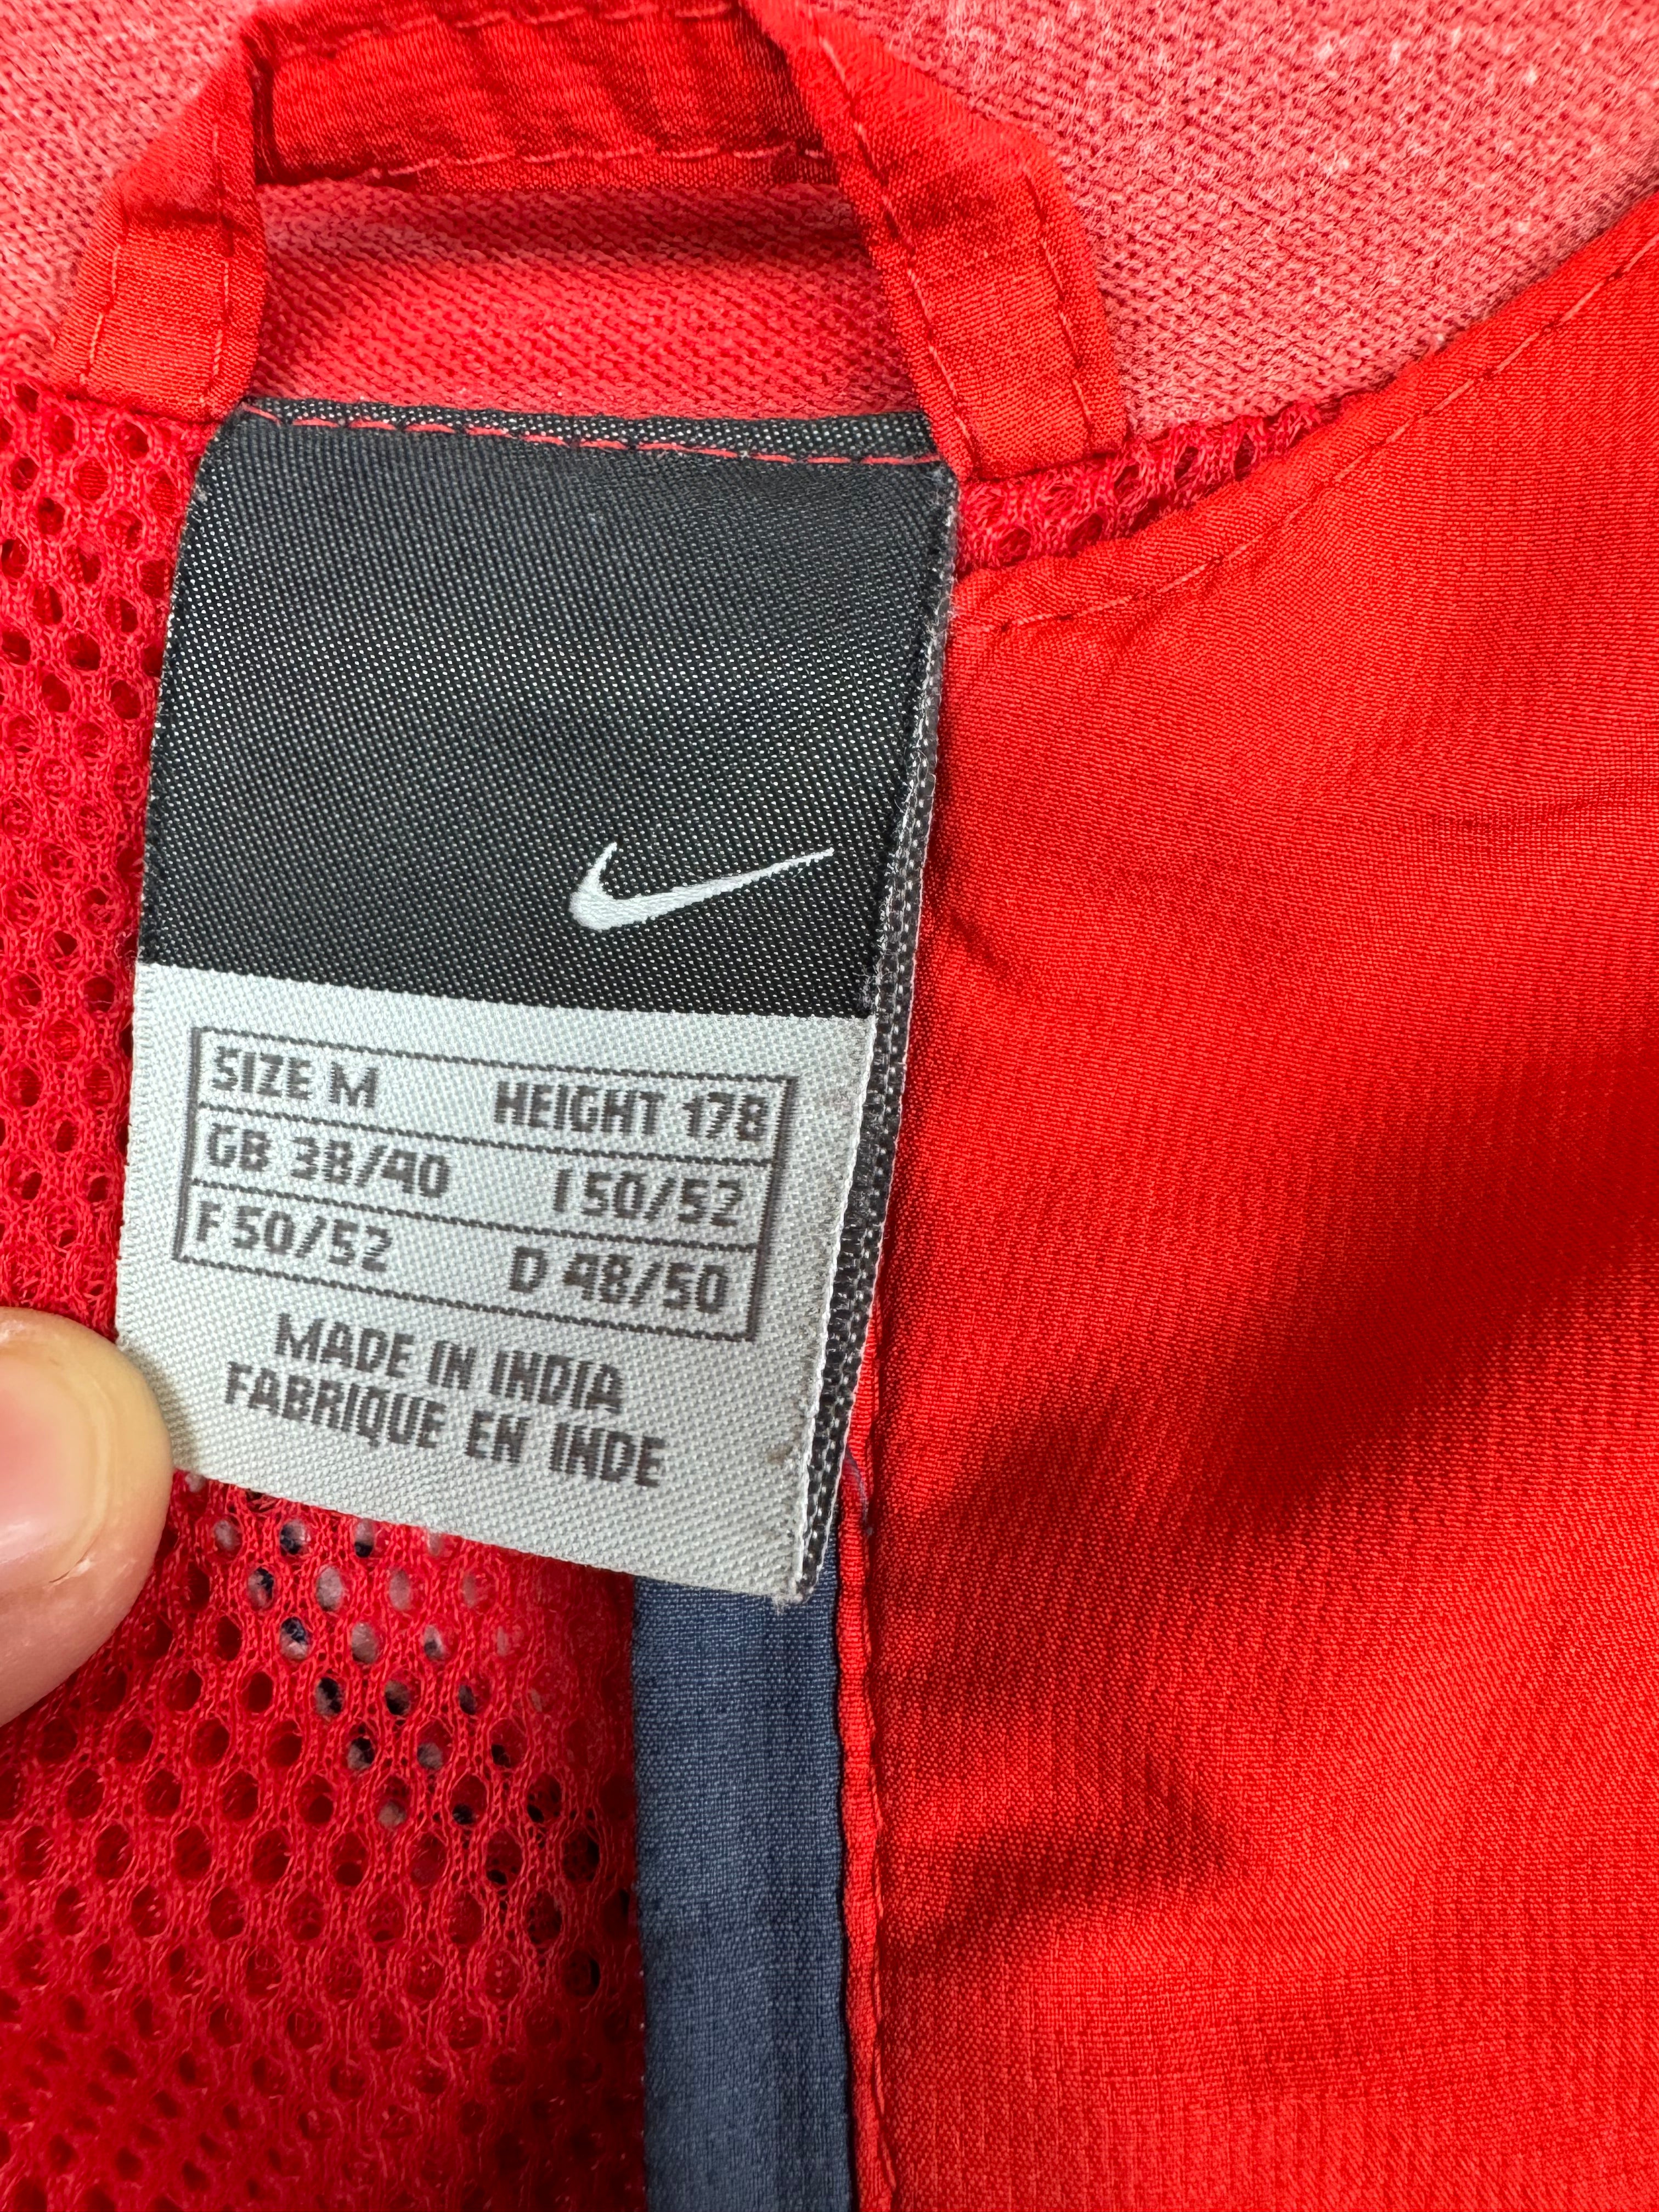 SIZE M HEIGHT 178
GB 38/40 I 50/52
F 50/52 D 48/50
MADE IN INDIA
FABRIQUE EN INDE